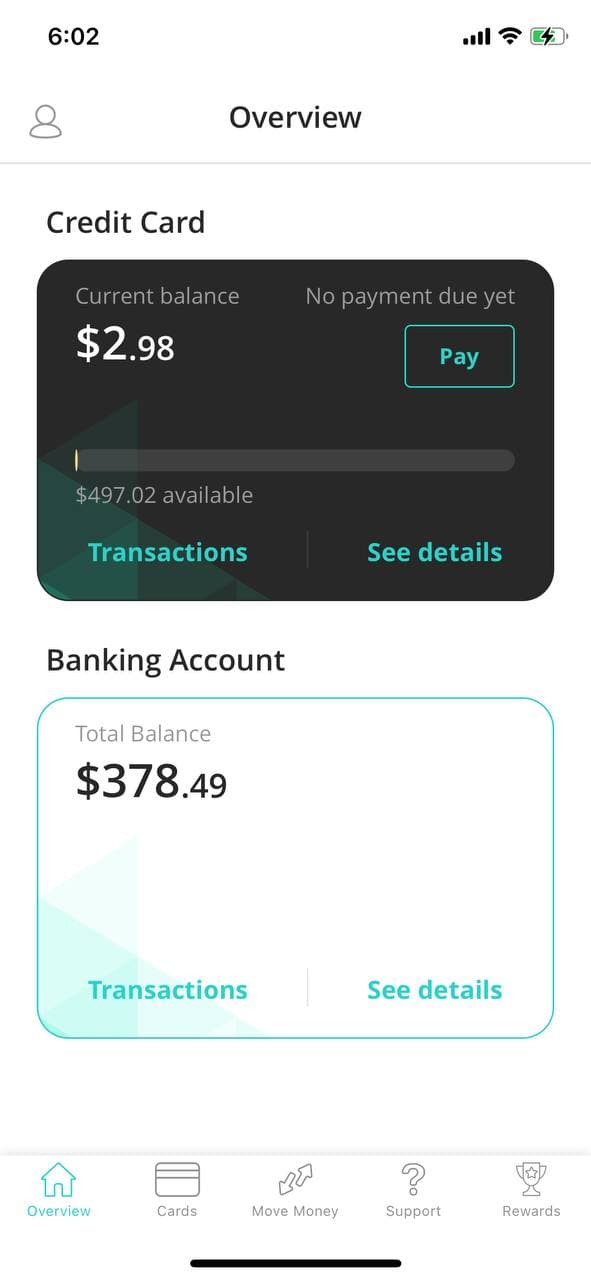 6:02
Overview
Credit Card
Current balance
No payment due yet
$2.98
Pay
$497.02 available
Transactions
See details
Banking Account
Total Balance
$378.49
Transactions
See details
Overview
Cards
Move Money
Support
Rewards